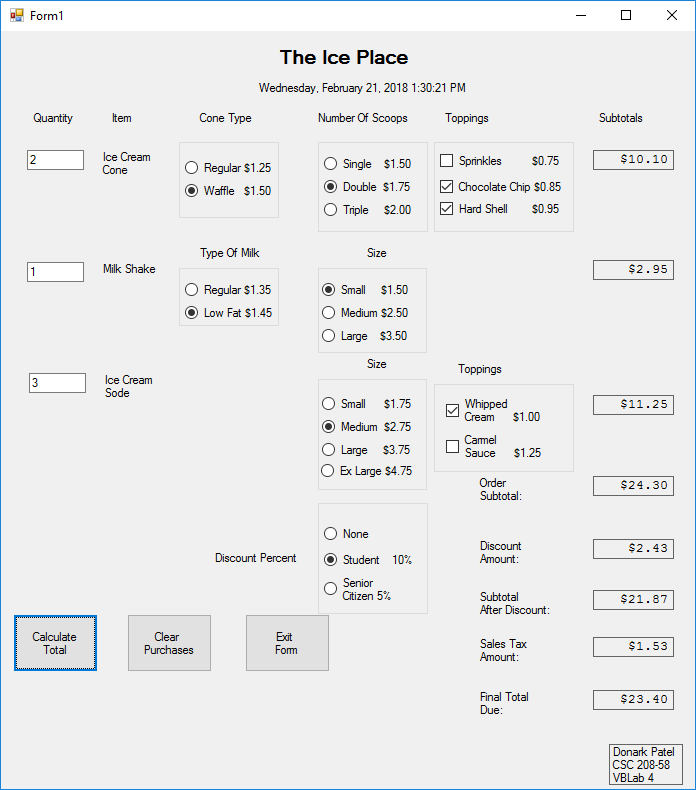 Form1
The Ice Place
Wednesday, February 21, 2018 1:30:21 PM
Quantity Item Cone Type Number Of Scoops Toppings Subtotals
2 Ice Cream Cone
Regular $1.25
Waffle $1.50
Single $1.50
Double $1.75
Triple $2.00
Sprinkles $0.75
Chocolate Chip $0.85
Hard Shell $0.95
$10.10
Type Of Milk Size
1 Milk Shake
Regular $1.35
Low Fat $1.45
Small $1.50
Medium $2.50
Large $3.50
$2.95
Size Toppings
3 Ice Cream
Sode
Small $1.75
Medium $2.75
Large $3.75
Ex Large $4.75
Whipped
Cream $1.00
Carmel
Sauce $1.25
$11.25
Order
Subtotal:
$24.30
Discount Percent
None
Student 10%
Senior
Citizen 5%
Discount
Amount:
$2.43
Subtotal
After Discount:
$21.87
Calculate
Total
Clear
Purchases
Exit
Form
Sales Tax
Amount:
$1.53
Final Total
Due:
$23.40
Donark Patel
CSC 208-58
VBLab 4